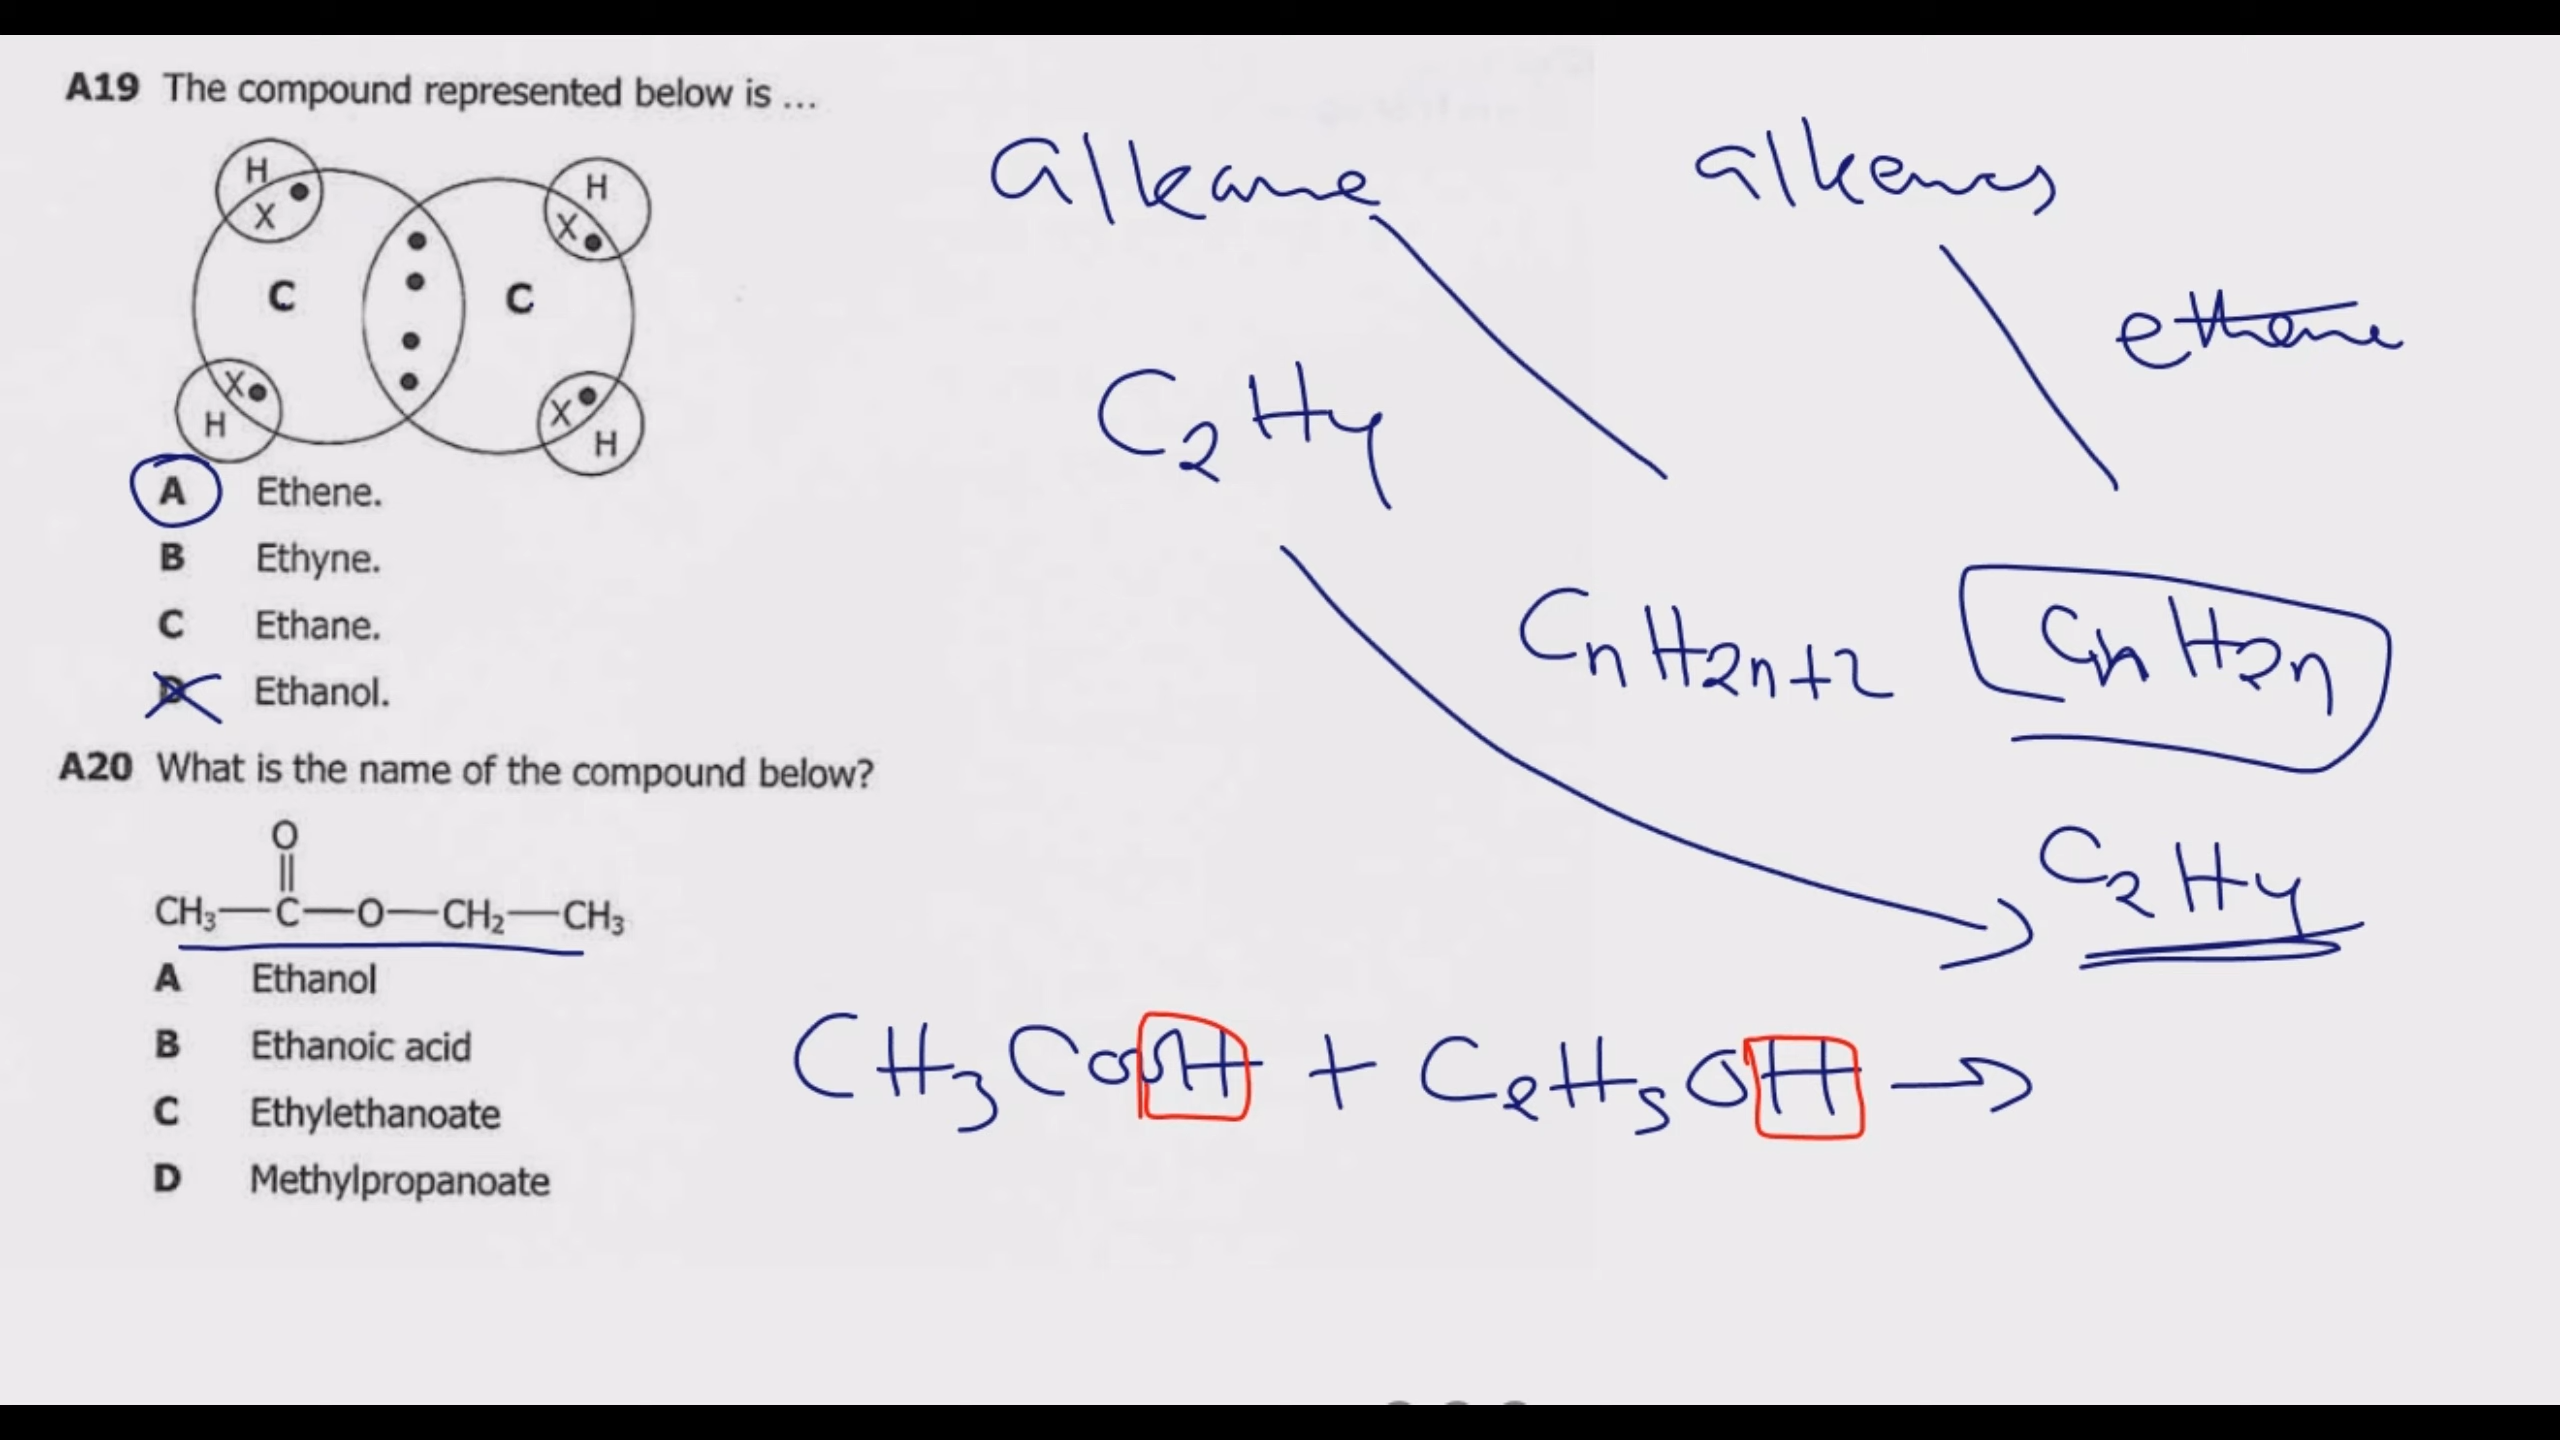 A19 The compound represented below is ...
H X
H X
C C
X H
X H
A Ethene.
B Ethyne.
C Ethane.
D Ethanol.
A20 What is the name of the compound below?
O
CH₃—C—O—CH₂—CH₃
A Ethanol
B Ethanoic acid
C Ethylethanoate
D Methylpropanoate
alkane alkenes
ethene
C₂H₄
CnH2n+2 CnH2n
C₂H₄
CH₃COOH + C₂H₅OH →